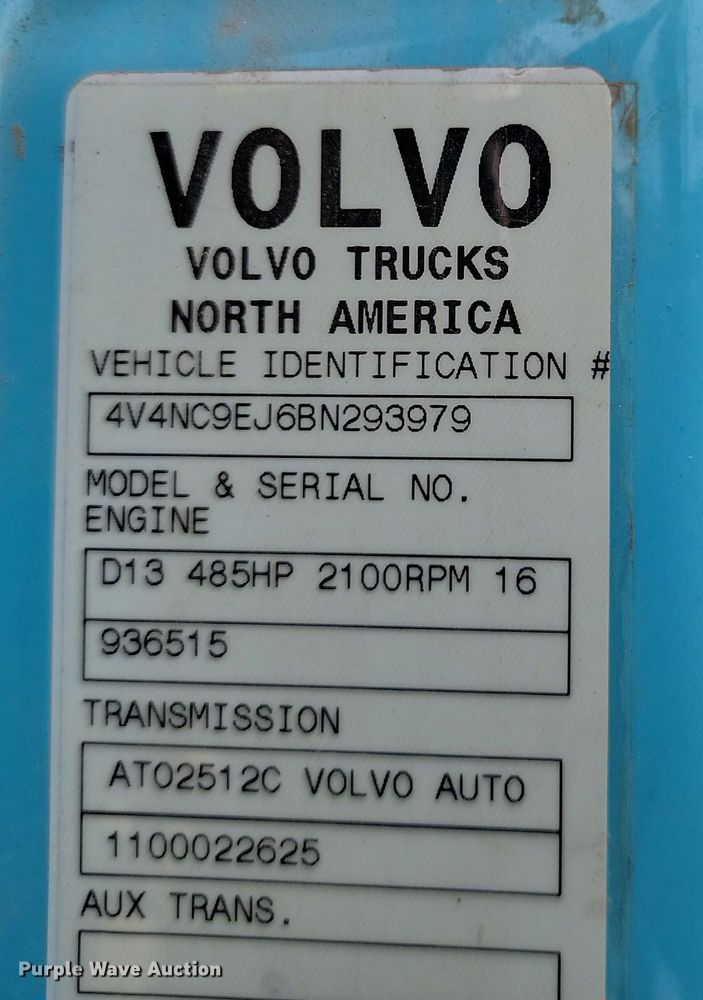 VOLVO
VOLVO TRUCKS
NORTH AMERICA
VEHICLE IDENTIFICATION #
4V4NC9EJ6BN293979
MODEL & SERIAL NO.
ENGINE
D13 485HP 2100RPM 16
936515
TRANSMISSION
ATO2512C VOLVO AUTO
1100022625
AUX TRANS.
Purple Wave Auction